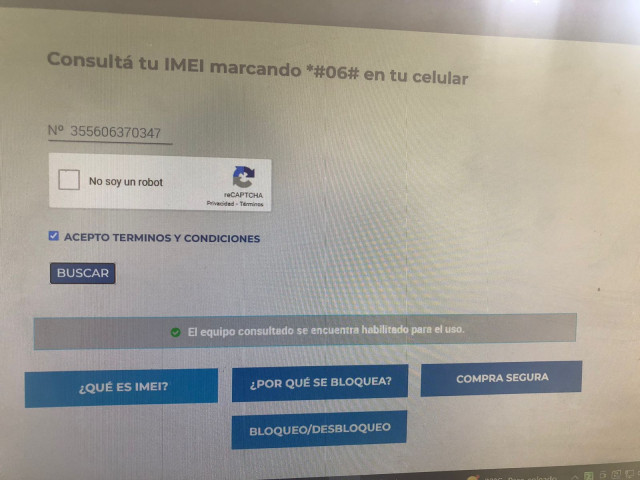 Consultá tu IMEI marcando *#06# en tu celular
Nº 355606370347
No soy un robot
reCAPTCHA
Privacidad - Términos
ACEPTO TERMINOS Y CONDICIONES
BUSCAR
El equipo consultado se encuentra habilitado para el uso.
¿QUÉ ES IMEI?
¿POR QUÉ SE BLOQUEA?
COMPRA SEGURA
BLOQUEO/DESBLOQUEO